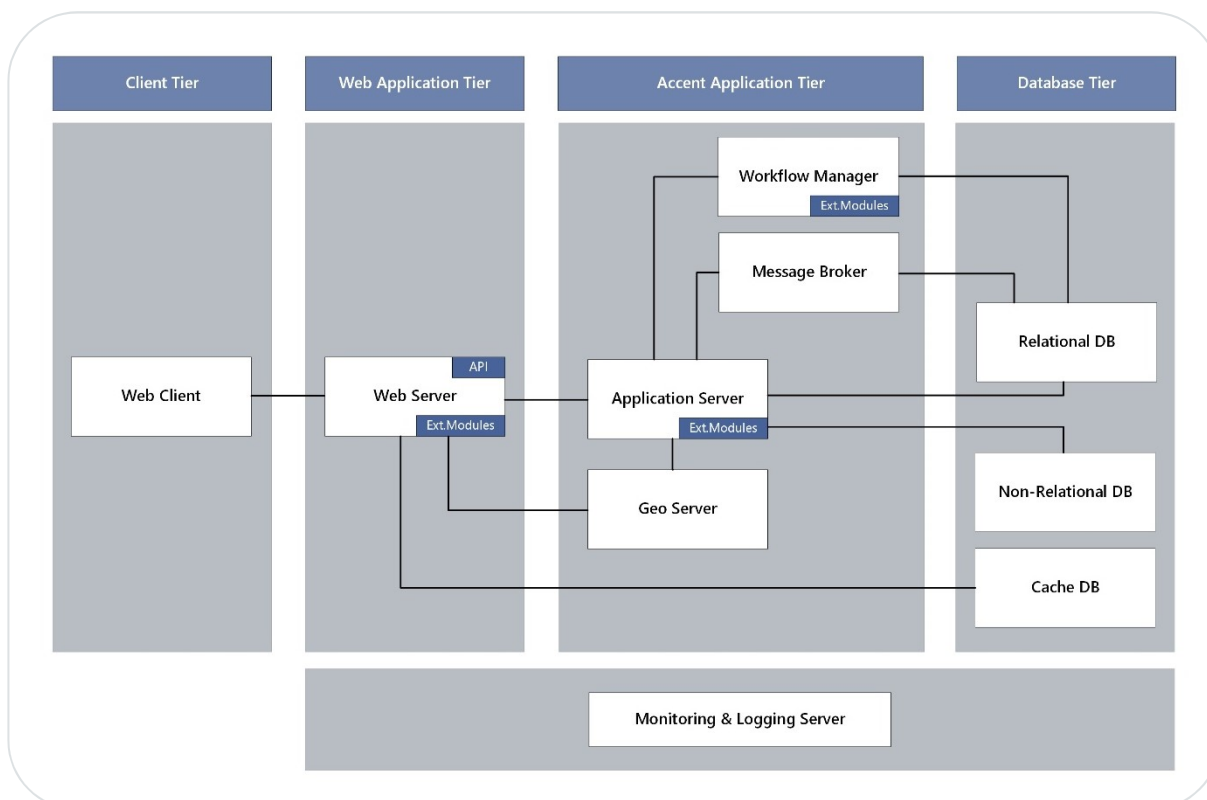 Client Tier
Web Application Tier
Accent Application Tier
Database Tier
Workflow Manager
Ext.Modules
Message Broker
Relational DB
API
Web Client
Web Server
Ext.Modules
Application Server
Ext.Modules
Non-Relational DB
Geo Server
Cache DB
Monitoring & Logging Server